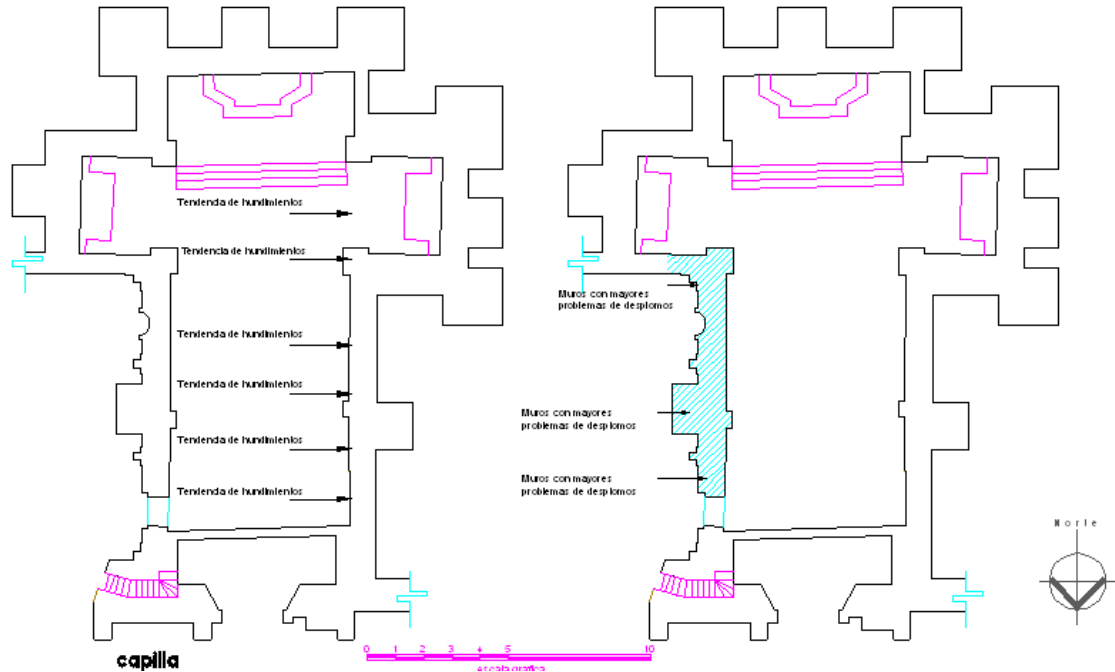 Tendencia de hundimientos
Tendencia de hundimientos
Tendencia de hundimientos
Tendencia de hundimientos
Tendencia de hundimientos
Tendencia de hundimientos
capilla
Muros con mayores
problemas de desplomos
Muros con mayores
problemas de desplomos
Muros con mayores
problemas de desplomos
Norte
0 1 2 3 4 5 10
escala grafica